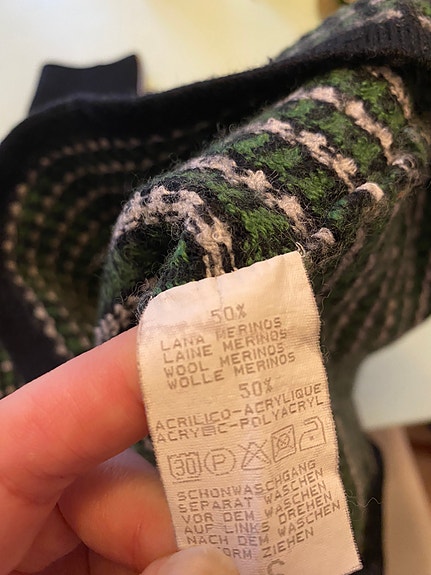 50%
LANA MERINOS
LAINE MERINOS
WOOL MERINOS
WOLLE MERINOS
50%
ACRILICO-ACRYLIQUE
ACRYLIC-POLYACRYL
30 P
SCHONWASCHGANG
SEPARAT WASCHEN
VOR DEM WASCHEN
AUF LINKS DREHEN,
NACH DEM WASCHEN
FORM ZIEHEN
C